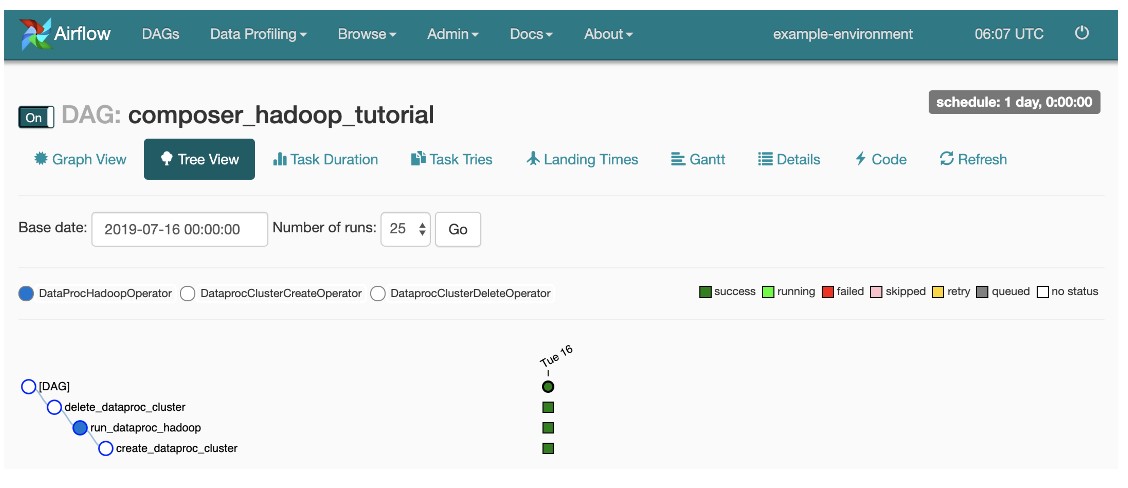 Airflow DAGs Data Profiling Browse Admin Docs About example-environment 06:07 UTC
schedule: 1 day, 0:00:00
On DAG: composer_hadoop_tutorial
Graph View Tree View Task Duration Task Tries Landing Times Gantt Details Code Refresh
Base date: 2019-07-16 00:00:00 Number of runs: 25 Go
DataProcHadoopOperator DataprocClusterCreateOperator DataprocClusterDeleteOperator success running failed skipped retry queued no status
Tue 16
[DAG]
delete_dataproc_cluster
run_dataproc_hadoop
create_dataproc_cluster